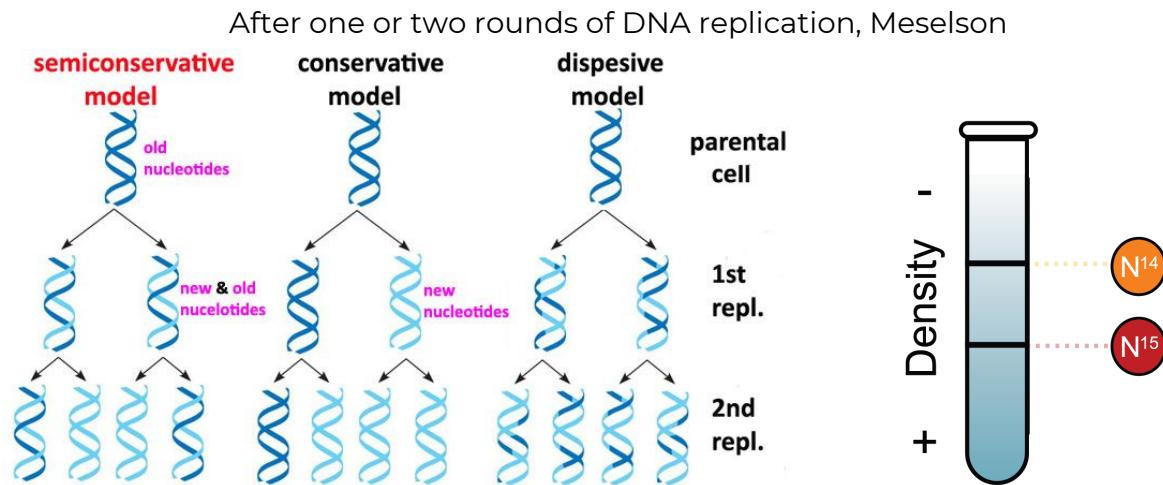 After one or two rounds of DNA replication, Meselson
semiconservative
model
conservative
model
dispesive
model
old
nucleotides
parental
cell
new & old
nucelotides
new
nucleotides
1st
repl.
2nd
repl.
- Density +
N¹⁴
N¹⁵